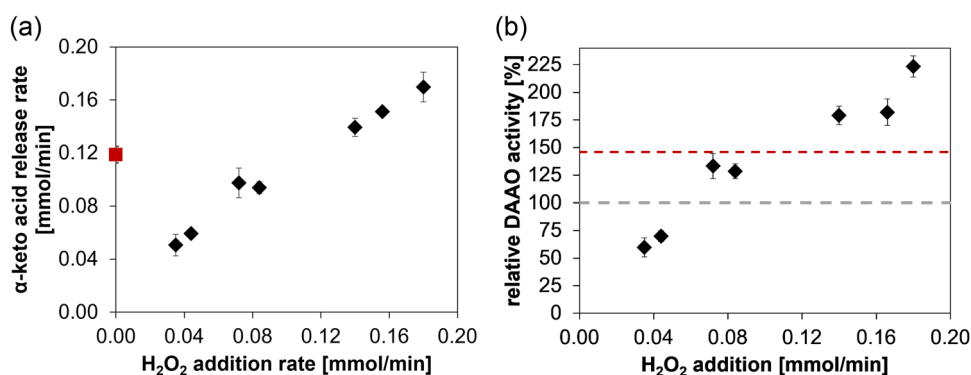 (a)
α-keto acid release rate
[mmol/min]
0.20
0.16
0.12
0.08
0.04
0.00
0.00 0.04 0.08 0.12 0.16 0.20
H₂O₂ addition rate [mmol/min]
(b)
relative DAAO activity [%]
225
200
175
150
125
100
75
50
25
0
0.00 0.04 0.08 0.12 0.16 0.20
H₂O₂ addition [mmol/min]